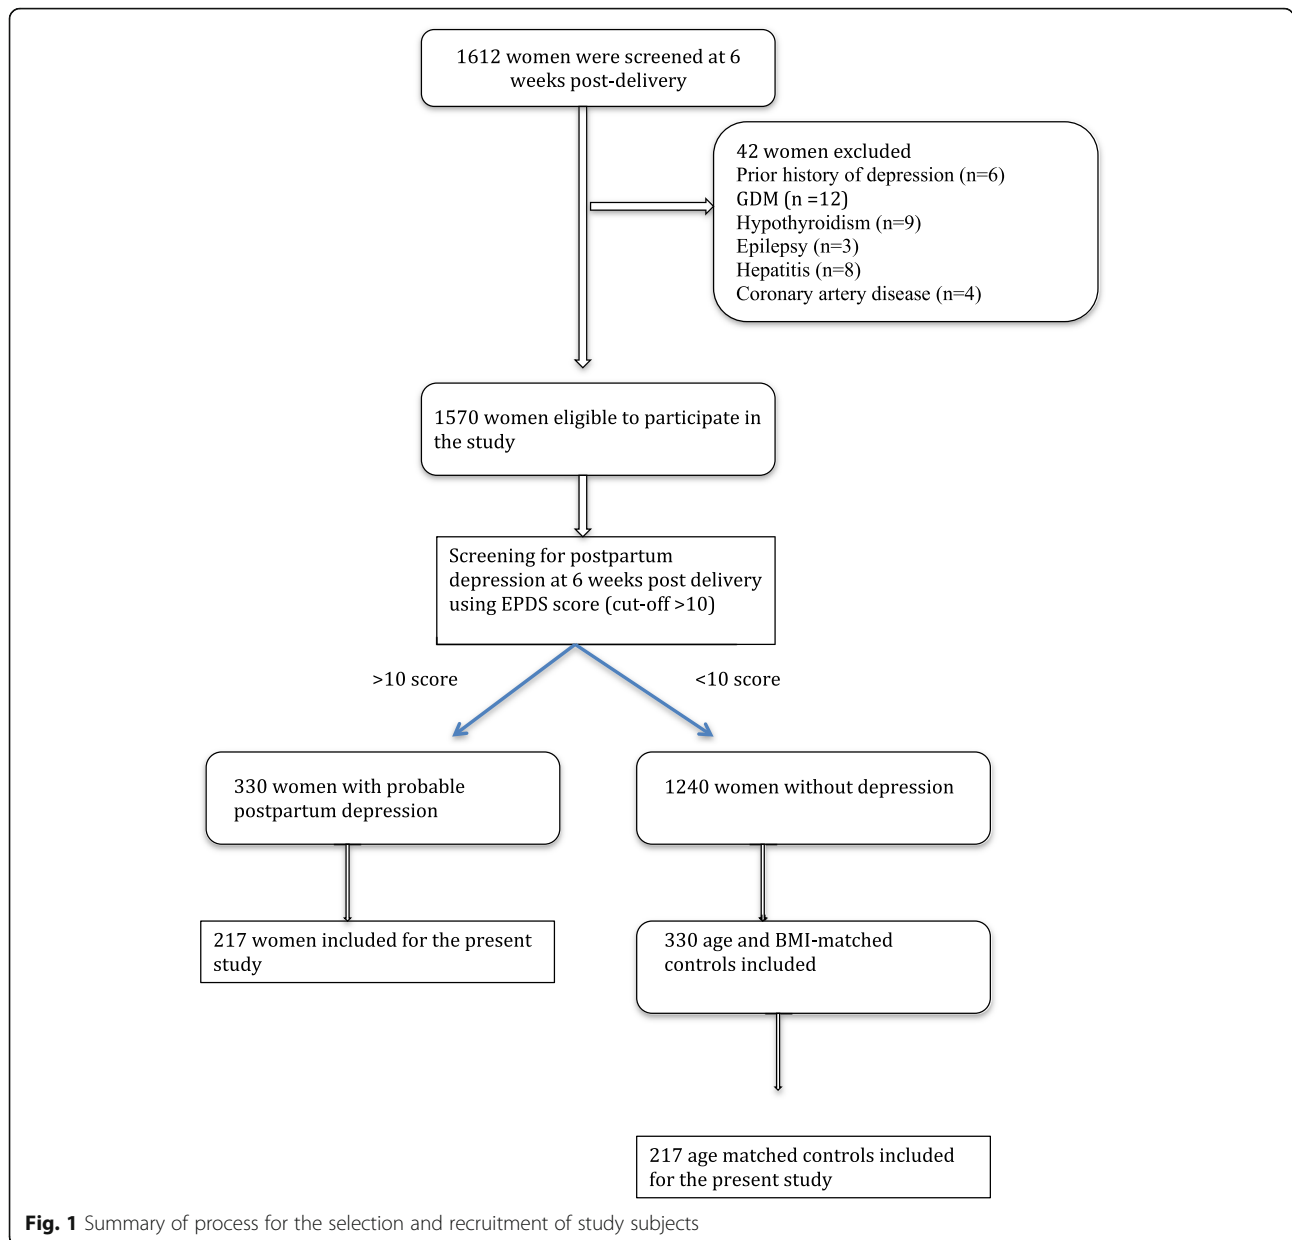 1612 women were screened at 6
weeks post-delivery
42 women excluded
Prior history of depression (n=6)
GDM (n =12)
Hypothyroidism (n=9)
Epilepsy (n=3)
Hepatitis (n=8)
Coronary artery disease (n=4)
1570 women eligible to participate in
the study
Screening for postpartum
depression at 6 weeks post delivery
using EPDS score (cut-off >10)
>10 score
<10 score
330 women with probable
postpartum depression
1240 women without depression
217 women included for the present
study
330 age and BMI-matched
controls included
217 age matched controls included
for the present study
Fig. 1 Summary of process for the selection and recruitment of study subjects